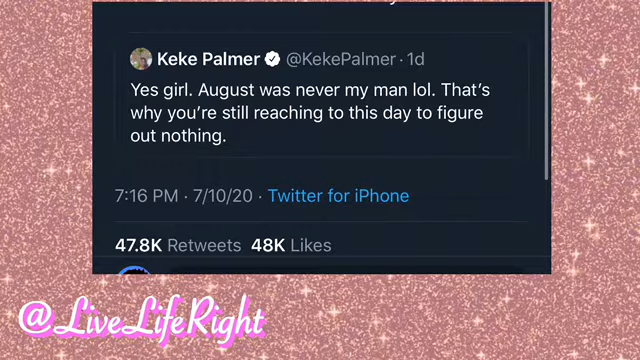 Keke Palmer @KekePalmer · 1d
Yes girl. August was never my man lol. That's
why you're still reaching to this day to figure
out nothing.
7:16 PM · 7/10/20 · Twitter for iPhone
47.8K Retweets 48K Likes
@LiveLifeRight